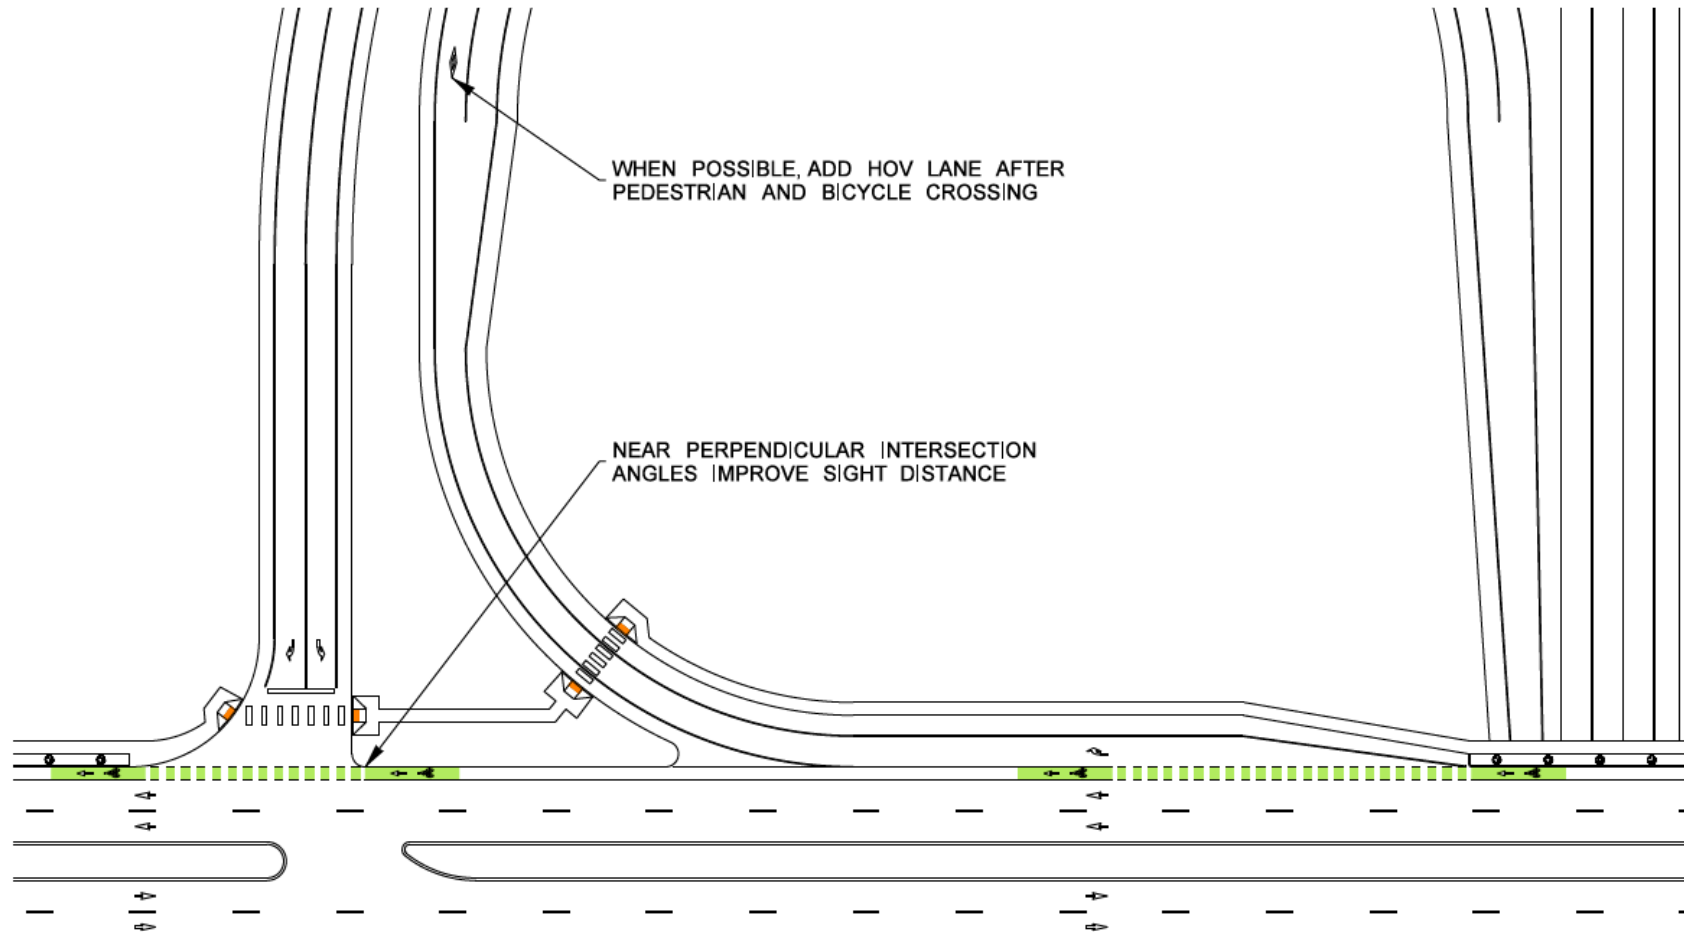 WHEN POSSIBLE, ADD HOV LANE AFTER
PEDESTRIAN AND BICYCLE CROSSING
NEAR PERPENDICULAR INTERSECTION
ANGLES IMPROVE SIGHT DISTANCE